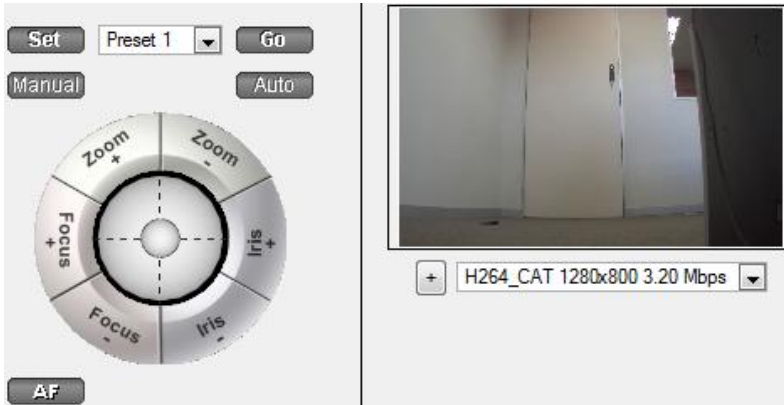 Set Preset 1 Go
Manual Auto
Zoom + Zoom -
Focus + Iris +
Focus - Iris -
AF
+ H264_CAT 1280x800 3.20 Mbps